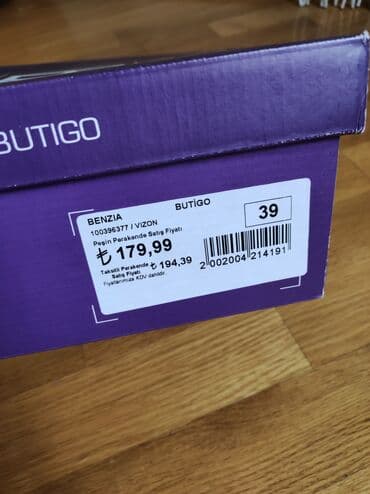 BUTIGO
BENZIA BUTİGO 39
100396377 / VIZON
Peşin Perakende Satış Fiyatı
₺ 179,99
Taksitli Perakende ₺ 194,39
Satış Fiyatı
Fiyatlarımıza KDV dahildir.
2 002004 214191